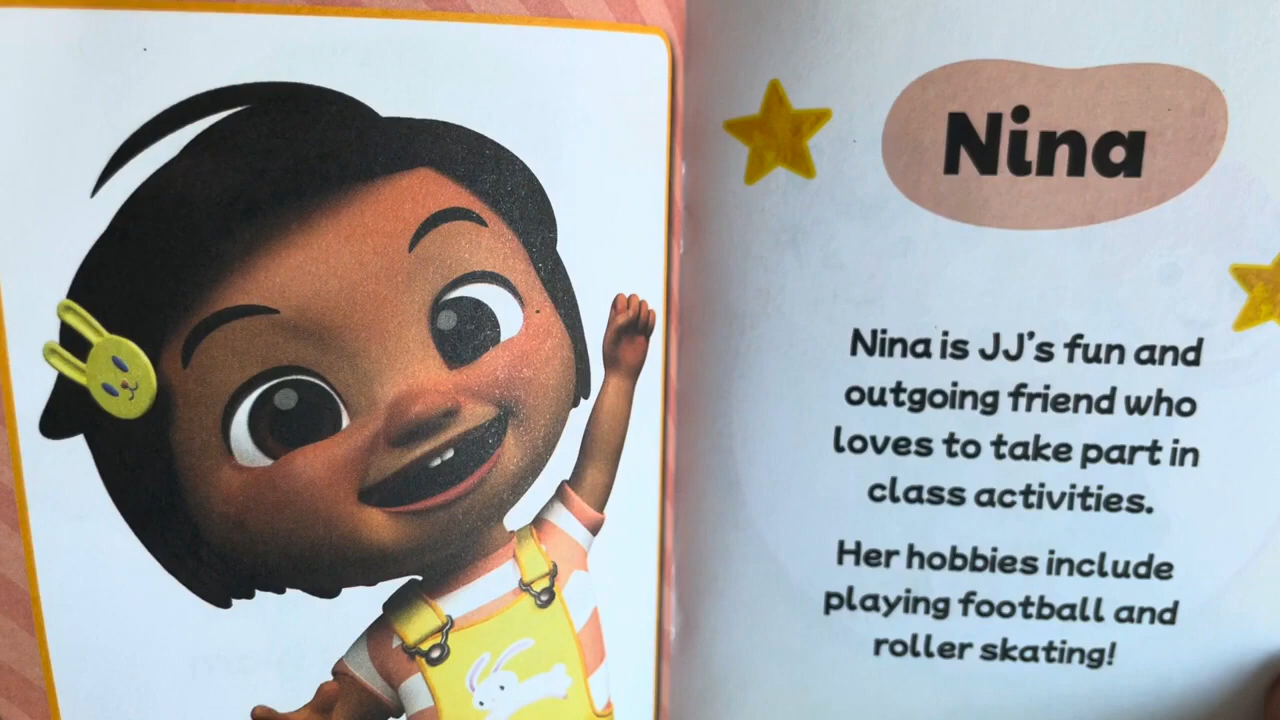 Nina
Nina is JJ's fun and
outgoing friend who
loves to take part in
class activities.
Her hobbies include
playing football and
roller skating!